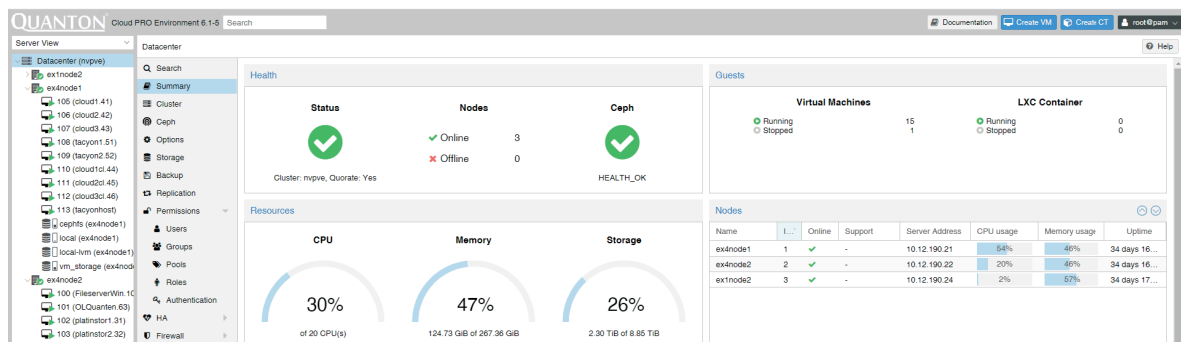 QUANTON Cloud PRO Environment 6.1-5 Search Documentation Create VM Create CT root@pam
Server View
Datacenter
Help
Datacenter (nvpve)
ex1node2
ex4node1
105 (cloud1.41)
106 (cloud2.42)
107 (cloud3.43)
108 (tacyon1.51)
109 (tacyon2.52)
110 (cloud1cl.44)
111 (cloud2cl.45)
112 (cloud3cl.46)
113 (tacyonhost)
cephfs (ex4node1)
local (ex4node1)
local-lvm (ex4node1)
vm_storage (ex4node
ex4node2
100 (FileserverWin.10
101 (OLQuanten.63)
102 (platinstor1.31)
103 (platinstor2.32)
Search
Summary
Cluster
Ceph
Options
Storage
Backup
Replication
Permissions
Users
Groups
Pools
Roles
Authentication
HA
Firewall
Health
Status Nodes Ceph
Online 3
Offline 0
Cluster: nvpve, Quorate: Yes HEALTH_OK
Guests
Virtual Machines LXC Container
Running 15 Running 0
Stopped 1 Stopped 0
Resources
CPU Memory Storage
30% 47% 26%
of 20 CPU(s) 124.73 GiB of 267.36 GiB 2.30 TiB of 8.85 TiB
Nodes
Name I... Online Support Server Address CPU usage Memory usage Uptime
ex4node1 1 - 10.12.190.21 54% 46% 34 days 16...
ex4node2 2 - 10.12.190.22 20% 46% 34 days 16...
ex1node2 3 - 10.12.190.24 2% 57% 34 days 17...